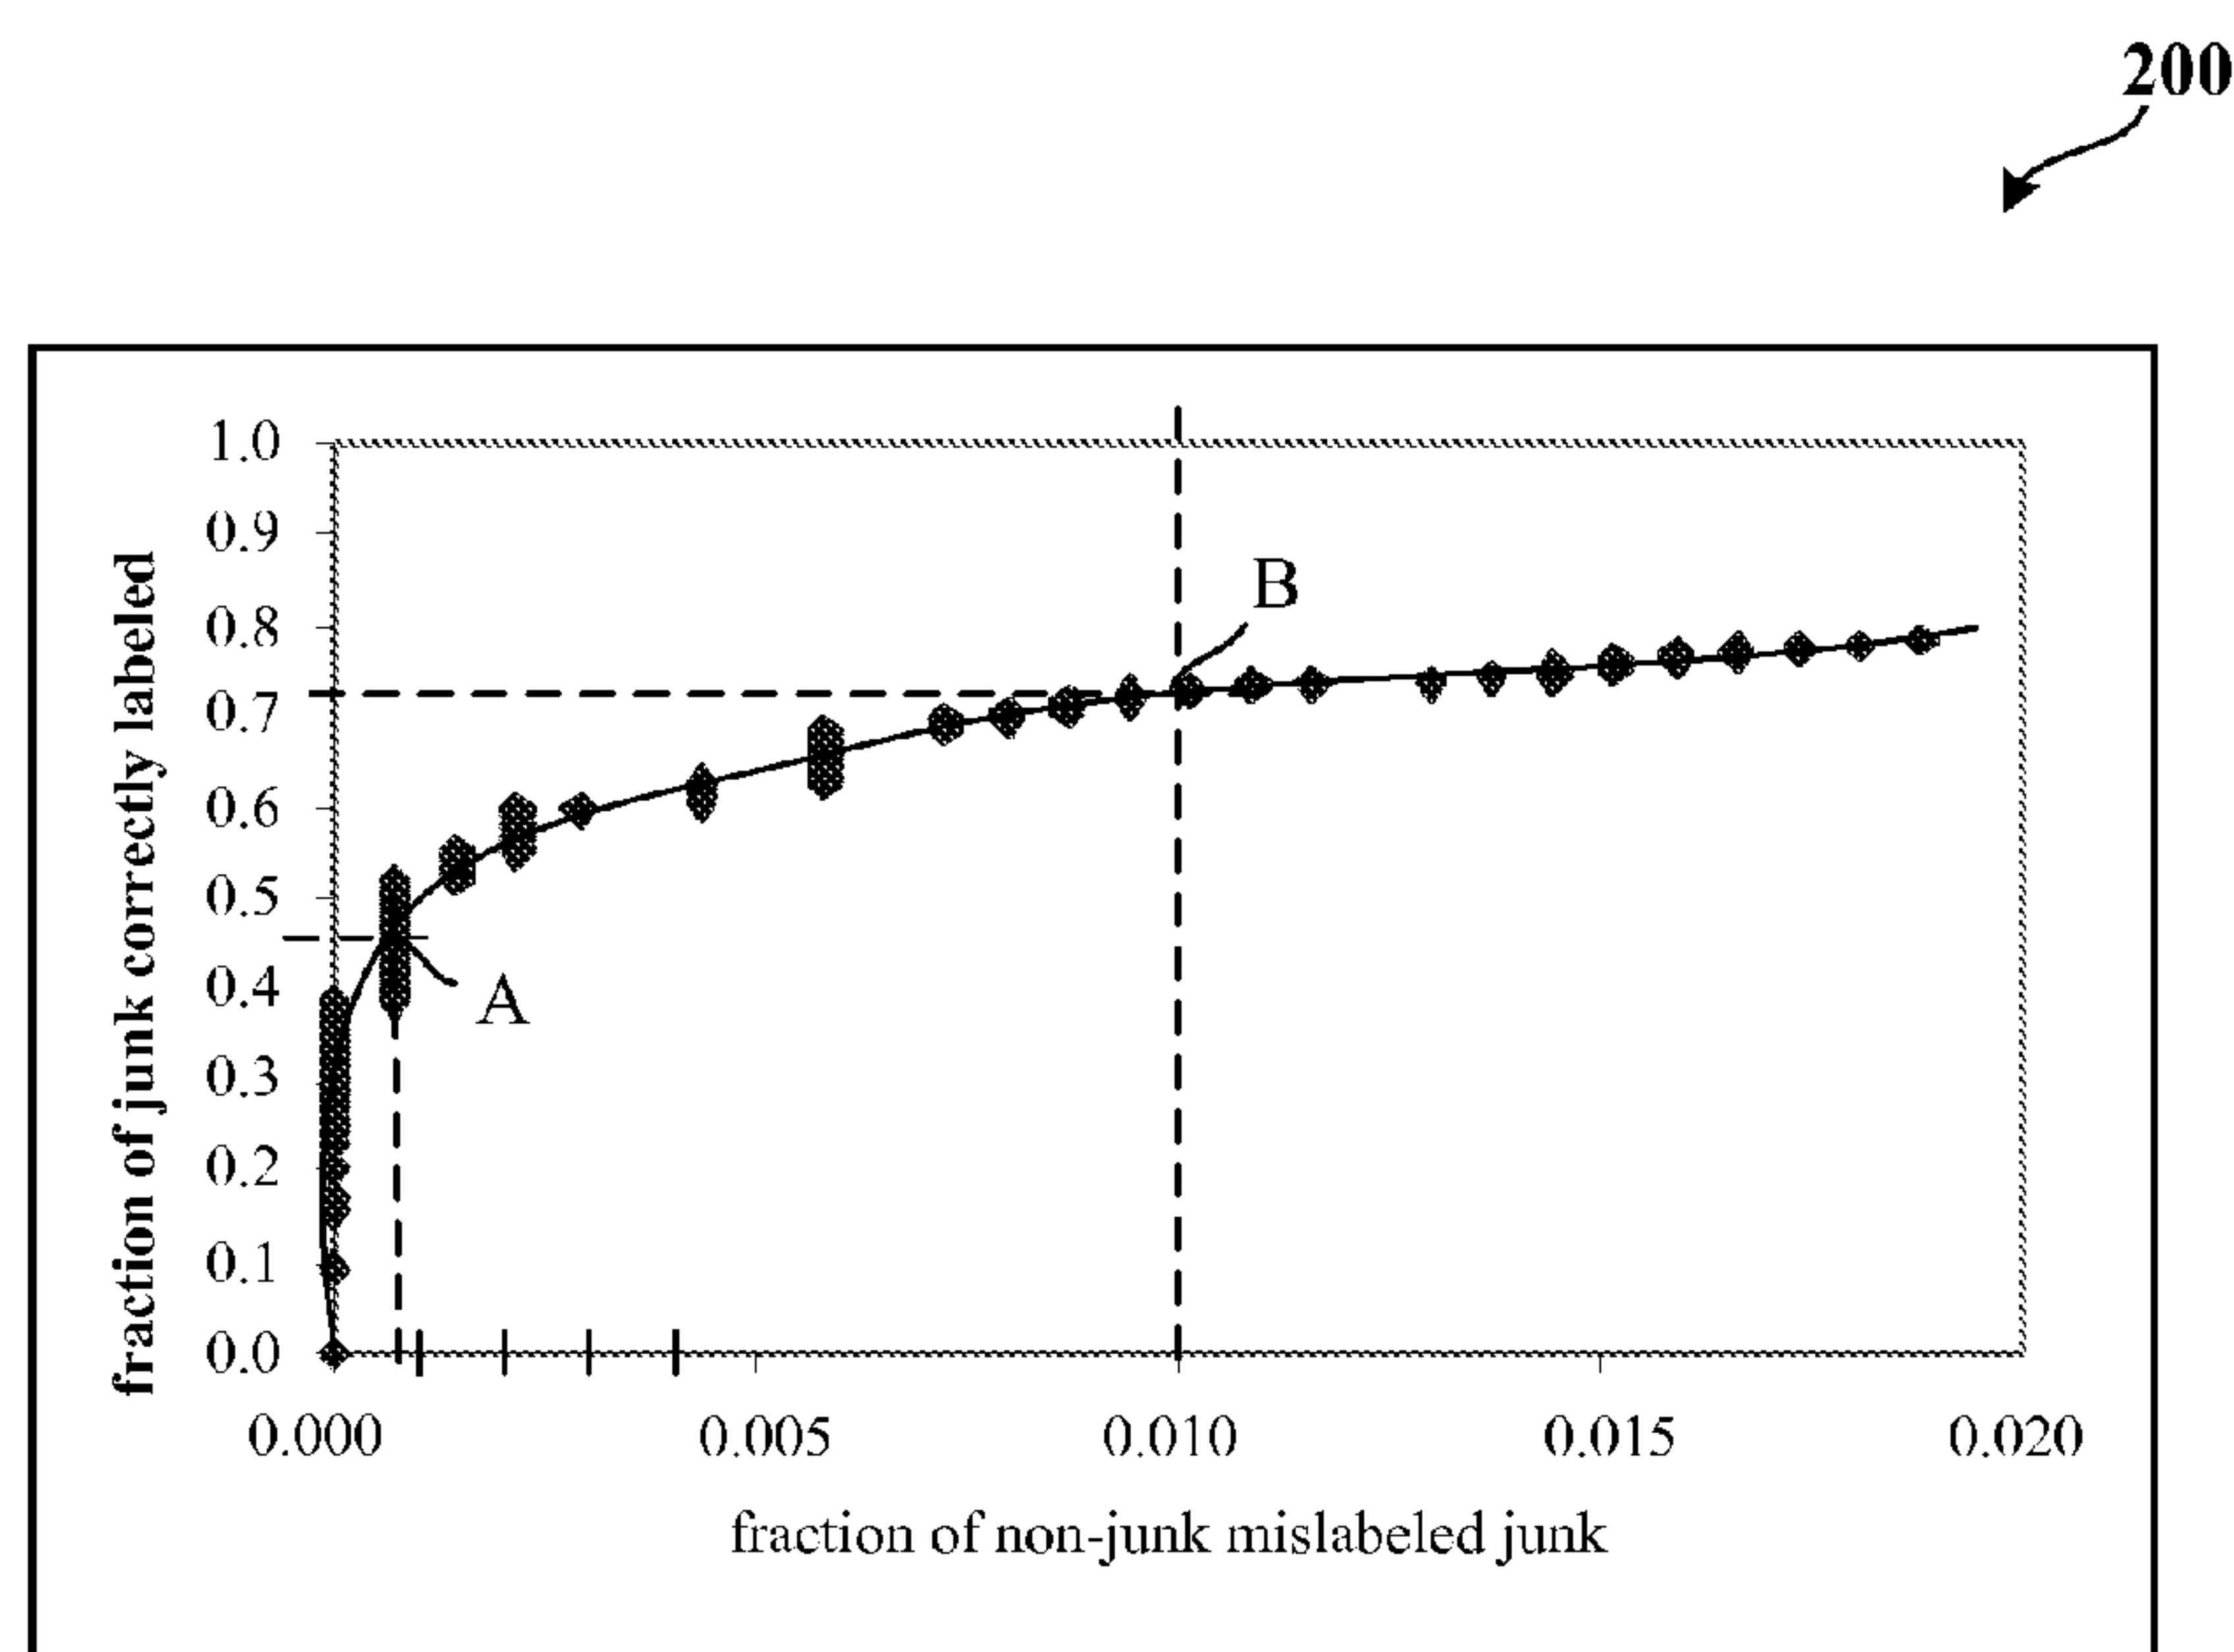 200
1.0
0.9
0.8
0.7
0.6
0.5
0.4
0.3
0.2
0.1
0.0
fraction of junk correctly labeled
B
A
0.000 0.005 0.010 0.015 0.020
fraction of non-junk mislabeled junk